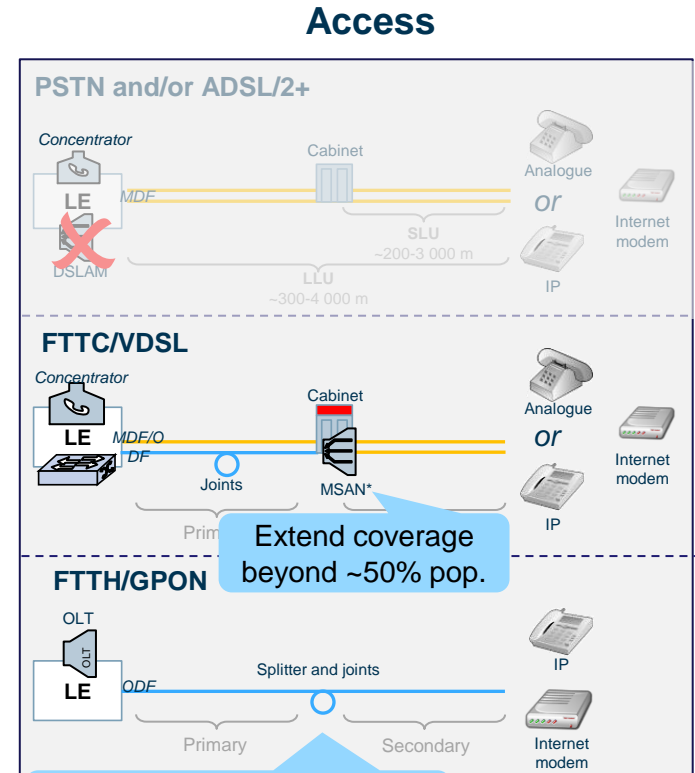 Access
PSTN and/or ADSL/2+
Concentrator
Cabinet
Analogue
LE
MDF
or
Internet
modem
SLU
~200-3 000 m
DSLAM
LLU
~300-4 000 m
IP
FTTC/VDSL
Concentrator
Cabinet
Analogue
LE
MDF/O
DF
or
Internet
modem
Joints
MSAN*
IP
Prim
Extend coverage
beyond ~50% pop.
FTTH/GPON
OLT
OLT
LE
ODF
Splitter and joints
IP
Primary
Secondary
Internet
modem